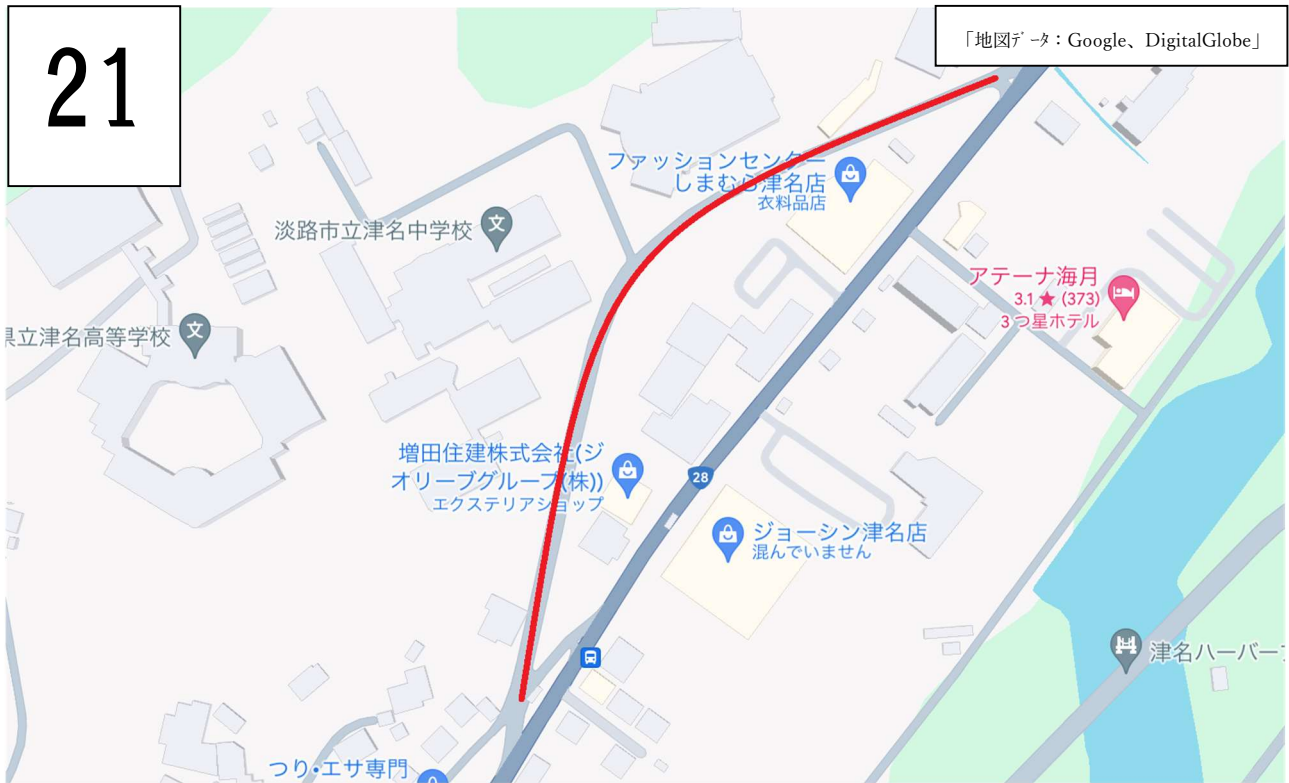 21
「地図ﾃﾞｰﾀ：Google、DigitalGlobe」
ファッションセンター
しまむら津名店
衣料品店
淡路市立津名中学校
文
アテーナ海月
3.1 ★ (373)
3 つ星ホテル
県立津名高等学校
文
増田住建株式会社(ジ
オリーブグループ(株))
エクステリアショップ
28
ジョーシン津名店
混んでいません
津名ハーバー
つり・エサ専門